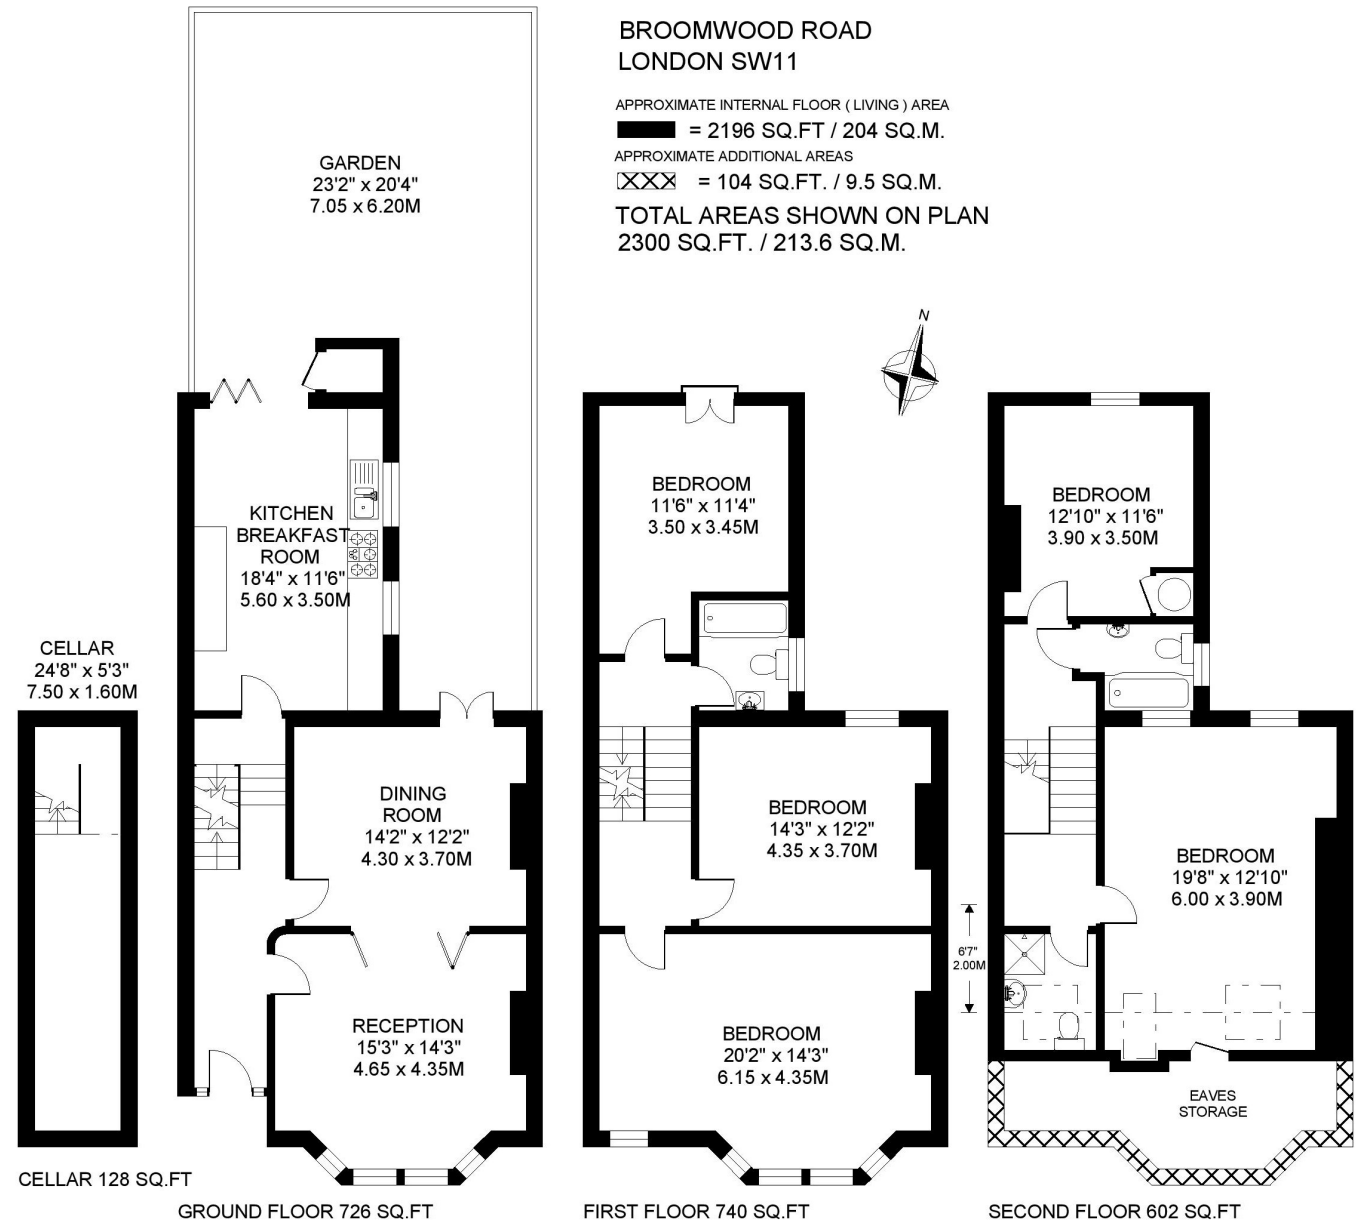 BROOMWOOD ROAD
LONDON SW11
APPROXIMATE INTERNAL FLOOR ( LIVING ) AREA
= 2196 SQ.FT / 204 SQ.M.
APPROXIMATE ADDITIONAL AREAS
= 104 SQ.FT. / 9.5 SQ.M.
TOTAL AREAS SHOWN ON PLAN
2300 SQ.FT. / 213.6 SQ.M.
N
GARDEN
23'2" x 20'4"
7.05 x 6.20M
KITCHEN
BREAKFAST
ROOM
18'4" x 11'6"
5.60 x 3.50M
CELLAR
24'8" x 5'3"
7.50 x 1.60M
DINING
ROOM
14'2" x 12'2"
4.30 x 3.70M
RECEPTION
15'3" x 14'3"
4.65 x 4.35M
BEDROOM
11'6" x 11'4"
3.50 x 3.45M
BEDROOM
14'3" x 12'2"
4.35 x 3.70M
BEDROOM
20'2" x 14'3"
6.15 x 4.35M
BEDROOM
12'10" x 11'6"
3.90 x 3.50M
BEDROOM
19'8" x 12'10"
6.00 x 3.90M
6'7"
2.00M
EAVES
STORAGE
CELLAR 128 SQ.FT
GROUND FLOOR 726 SQ.FT
FIRST FLOOR 740 SQ.FT
SECOND FLOOR 602 SQ.FT